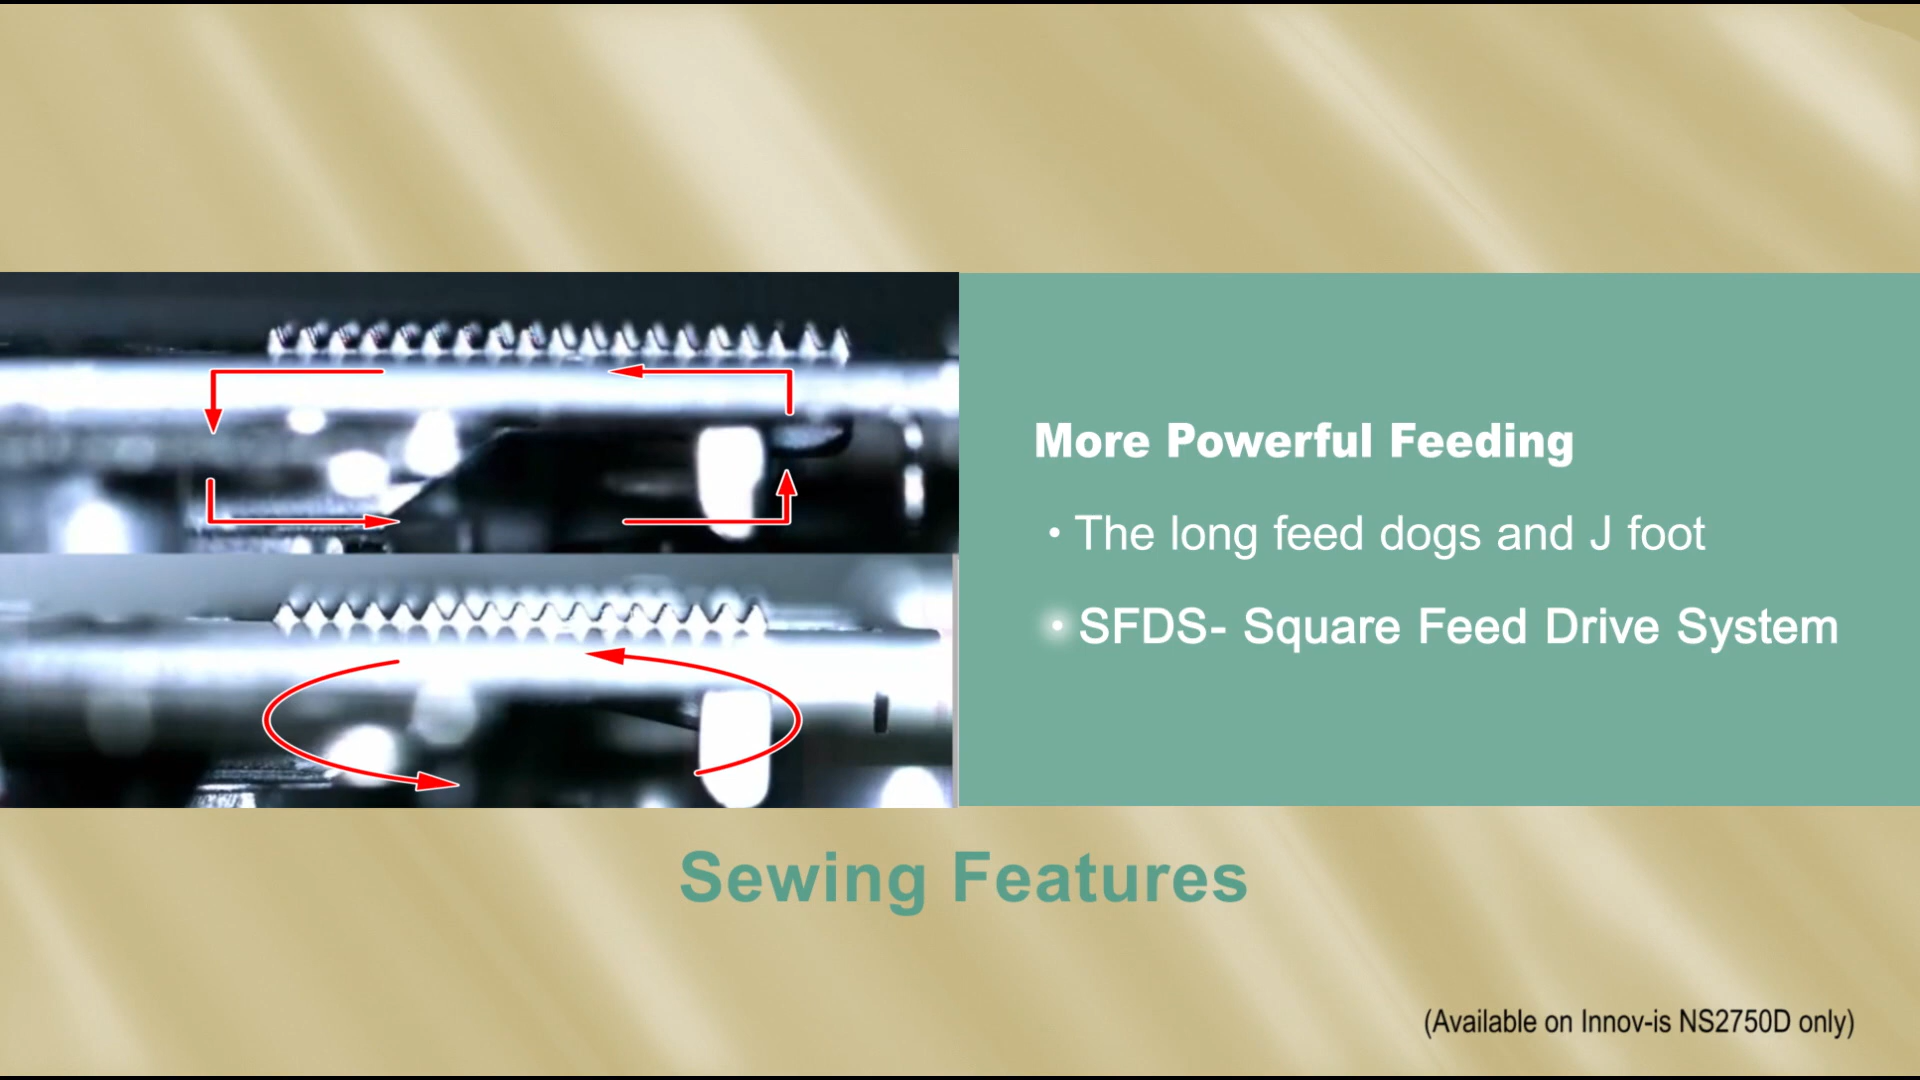 More Powerful Feeding
・The long feed dogs and J foot
・SFDS- Square Feed Drive System
Sewing Features
(Available on Innov-is NS2750D only)